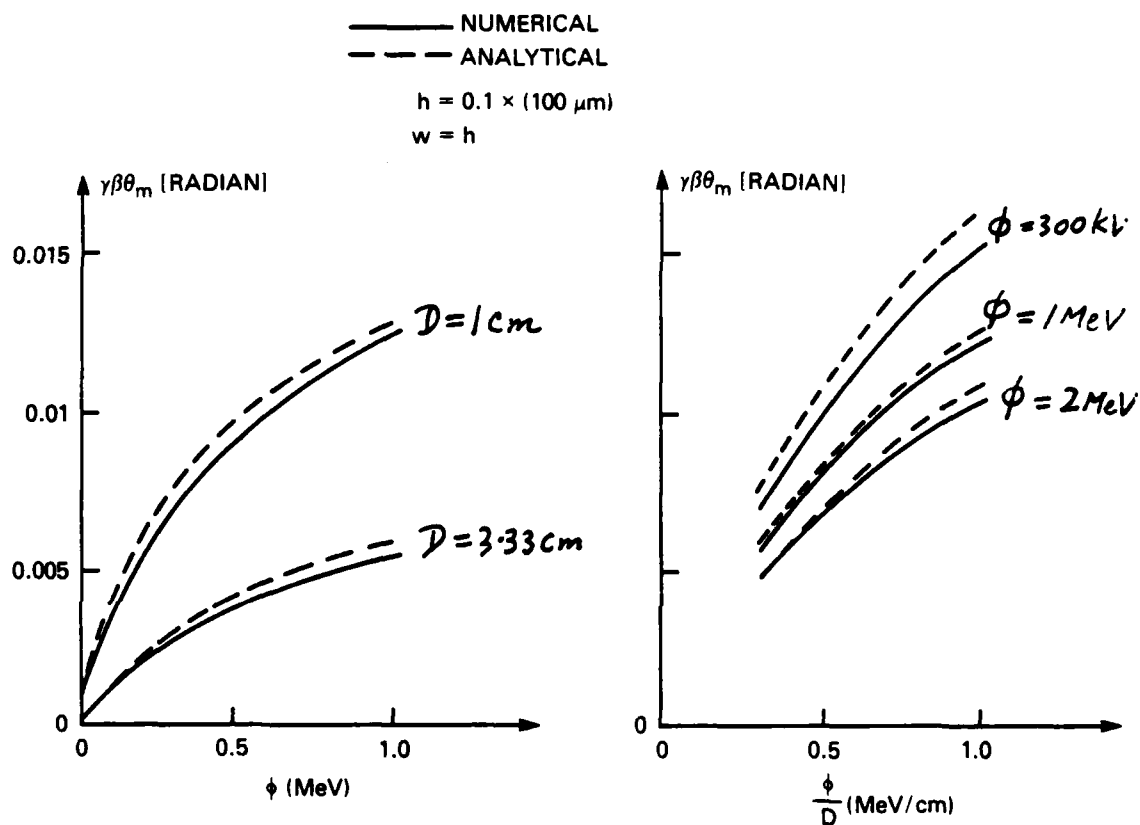 NUMERICAL
ANALYTICAL
h = 0.1 × (100 μm)
w = h
γβθm [RADIAN]
0.015
0.01
0.005
0
0
0.5
1.0
ϕ (MeV)
D = 1 cm
D = 3.33 cm
γβθm [RADIAN]
ϕ = 300 kV
ϕ = 1 MeV
ϕ = 2 MeV
0
0
0.5
1.0
ϕ
D (MeV/cm)